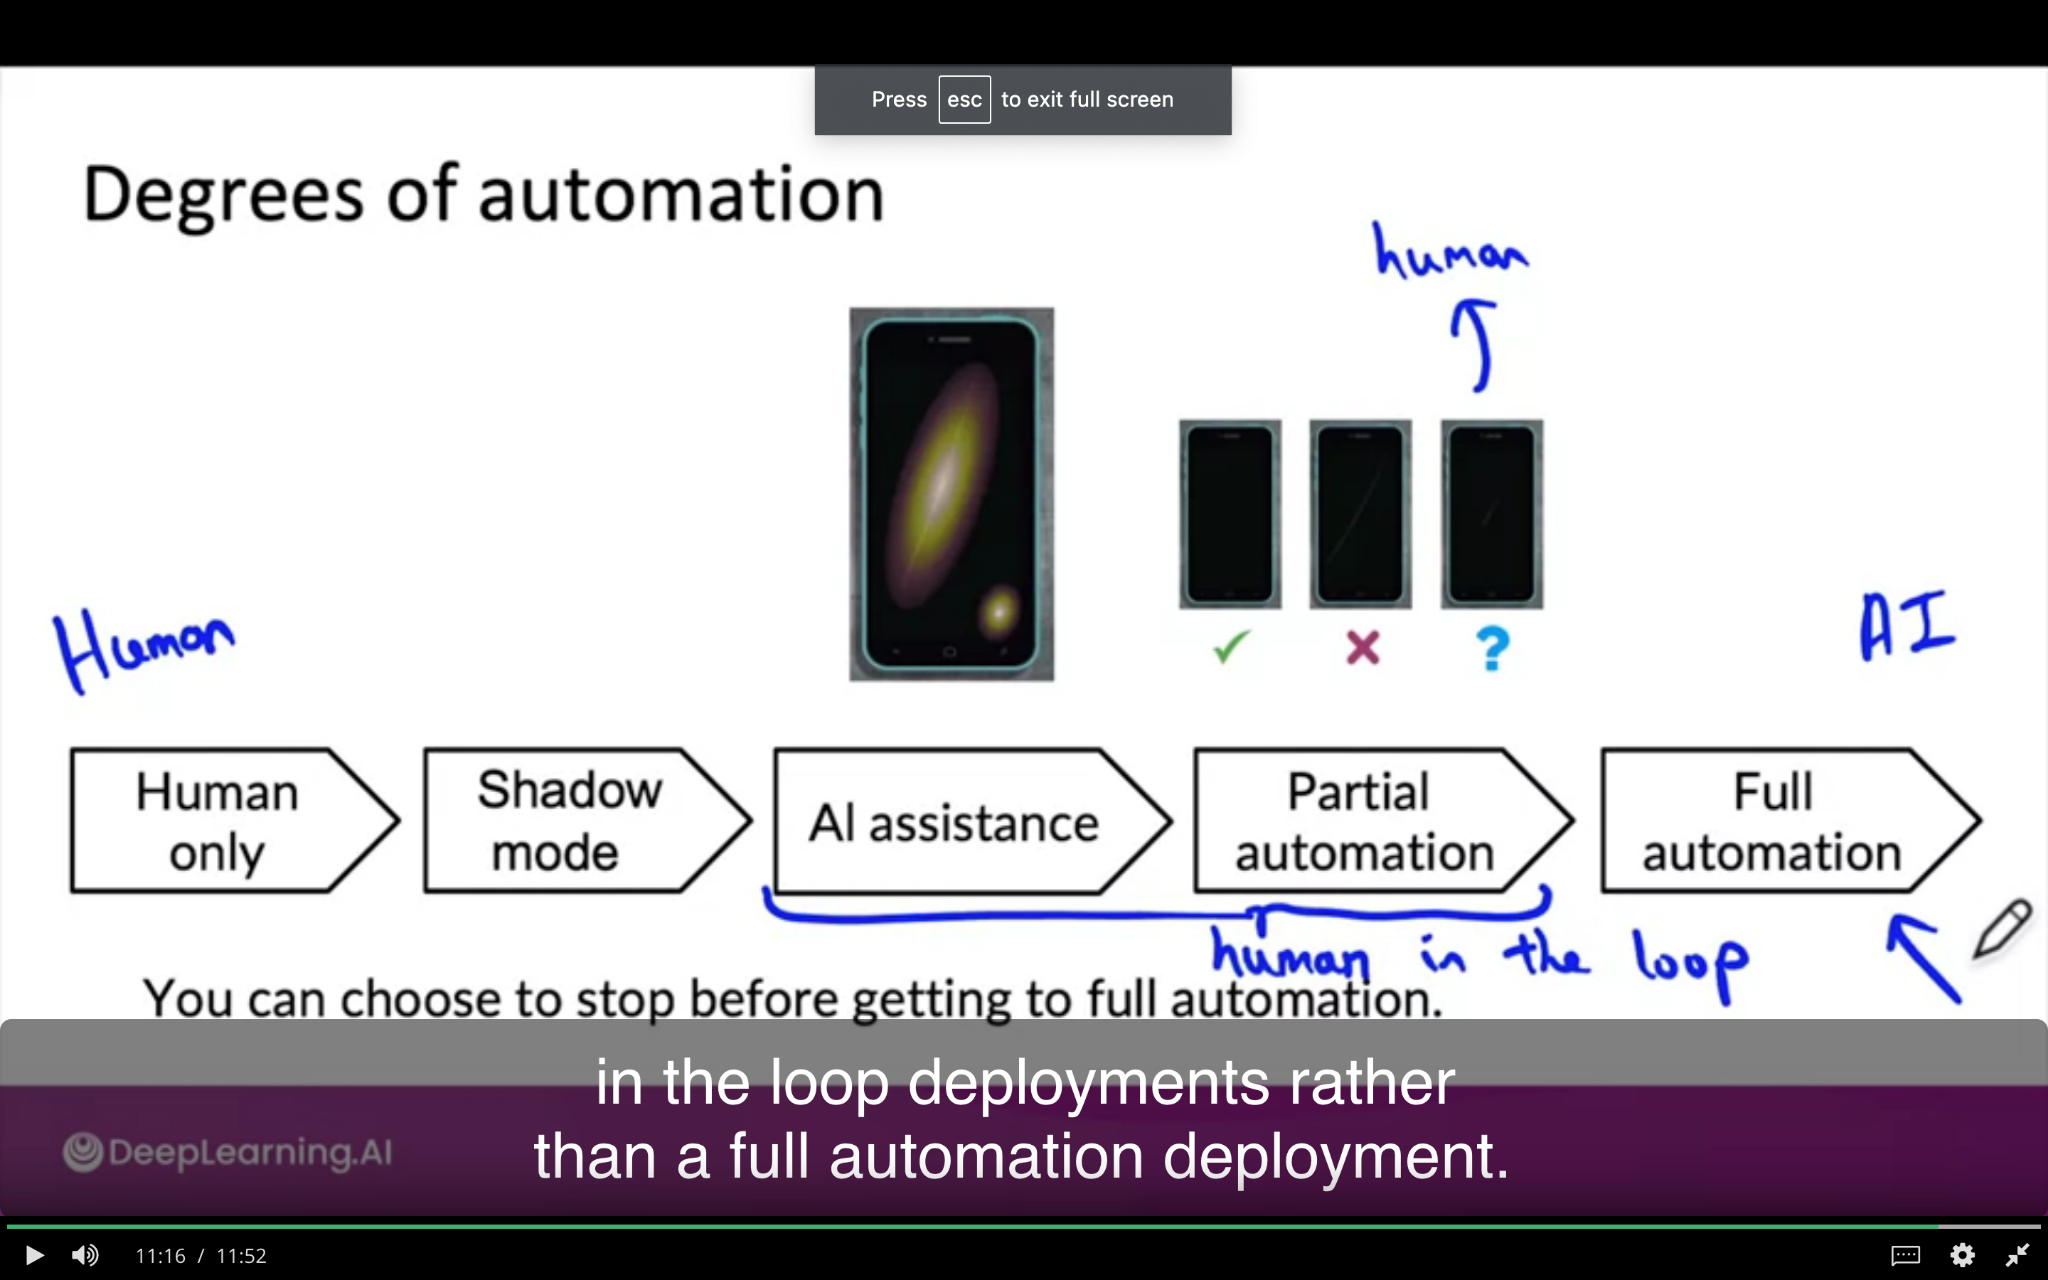 Press esc to exit full screen
Degrees of automation
human
Human
AI
Human
only
Shadow
mode
AI assistance
Partial
automation
Full
automation
human in the loop
You can choose to stop before getting to full automation.
in the loop deployments rather
than a full automation deployment.
DeepLearning.AI
11:16 / 11:52